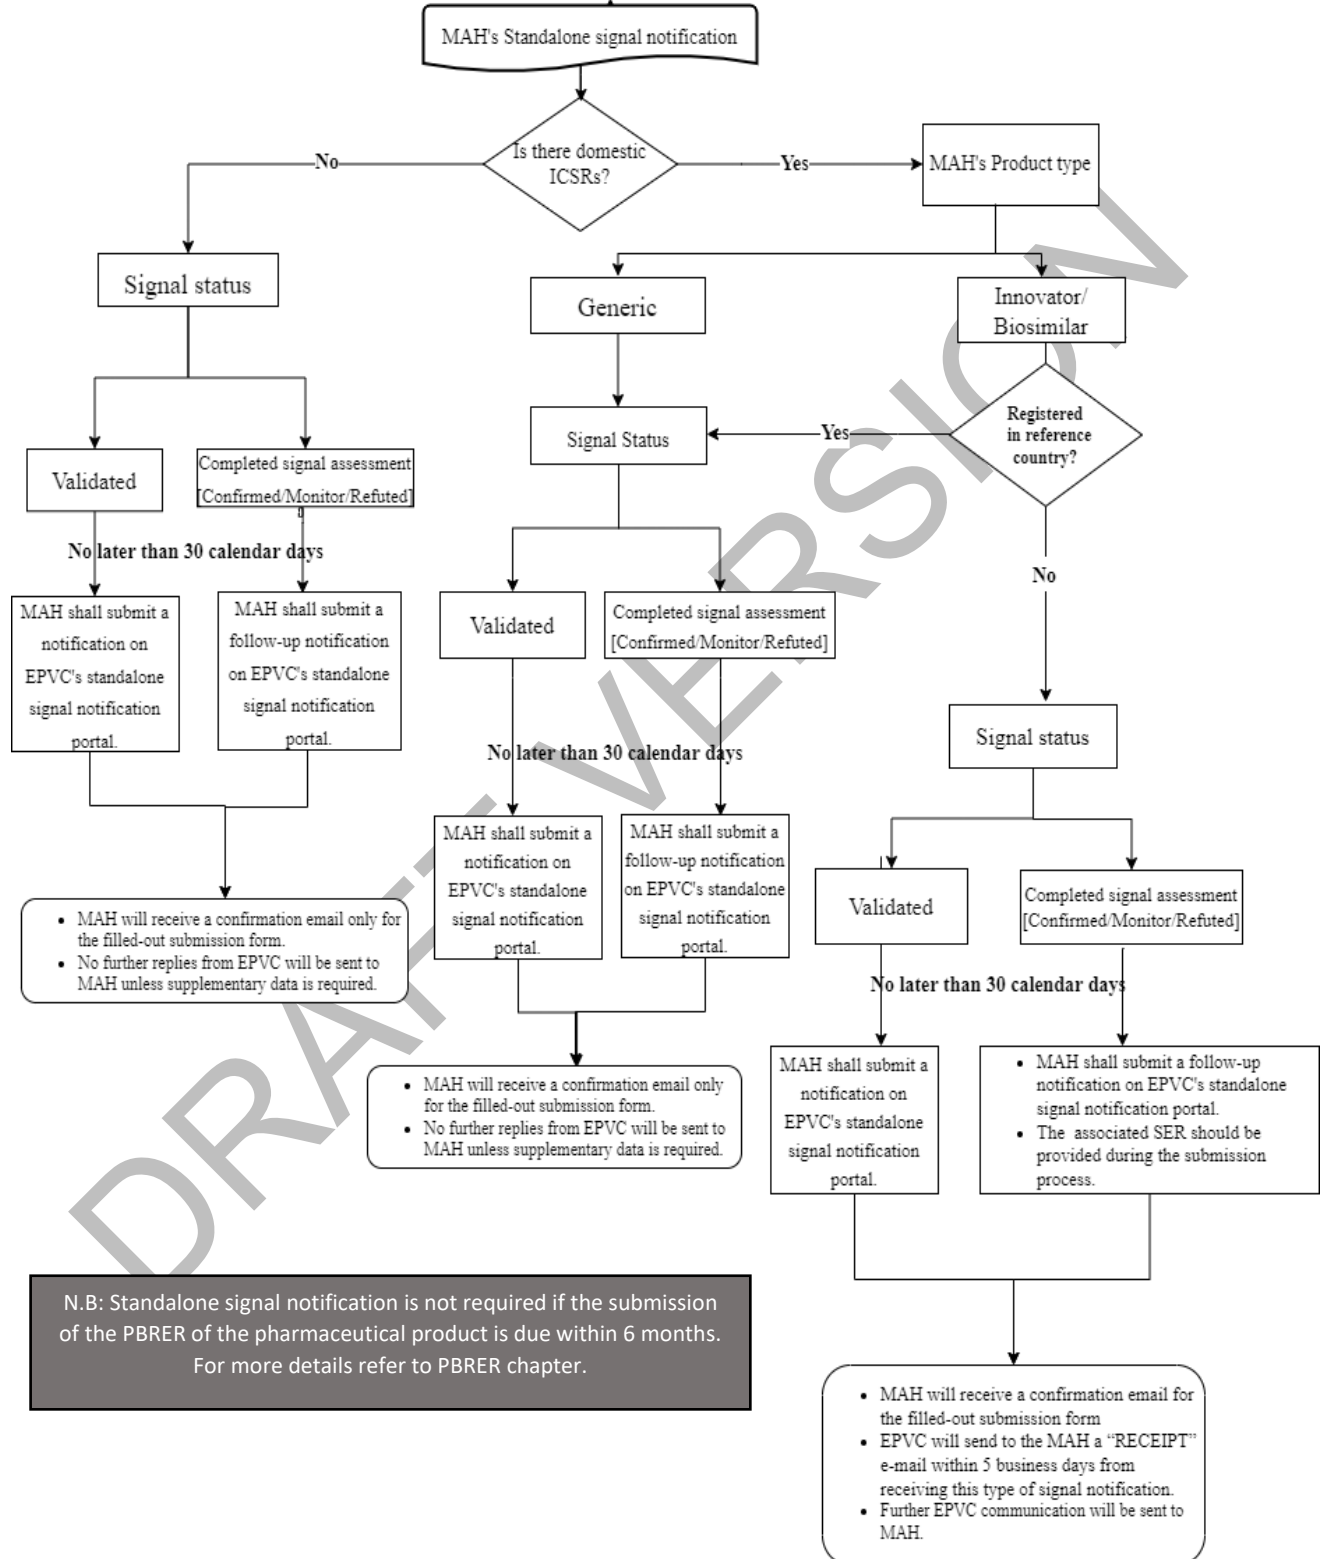 MAH's Standalone signal notification
Is there domestic
ICSRs?
No
Yes
MAH's Product type
Signal status
Generic
Innovator/
Biosimilar
Registered
in reference
country?
Yes
No
Signal Status
Validated
Completed signal assessment
[Confirmed/Monitor/Refuted]
No later than 30 calendar days
MAH shall submit a
notification on
EPVC's standalone
signal notification
portal.
MAH shall submit a
follow-up notification
on EPVC's standalone
signal notification
portal.
• MAH will receive a confirmation email only for
the filled-out submission form.
• No further replies from EPVC will be sent to
MAH unless supplementary data is required.
Validated
Completed signal assessment
[Confirmed/Monitor/Refuted]
No later than 30 calendar days
MAH shall submit a
notification on
EPVC's standalone
signal notification
portal.
MAH shall submit a
follow-up notification
on EPVC's standalone
signal notification
portal.
• MAH will receive a confirmation email only
for the filled-out submission form.
• No further replies from EPVC will be sent to
MAH unless supplementary data is required.
Signal status
Validated
Completed signal assessment
[Confirmed/Monitor/Refuted]
No later than 30 calendar days
MAH shall submit a
notification on
EPVC's standalone
signal notification
portal.
• MAH shall submit a follow-up
notification on EPVC's standalone
signal notification portal.
• The associated SER should be
provided during the submission
process.
• MAH will receive a confirmation email for
the filled-out submission form
• EPVC will send to the MAH a “RECEIPT”
e-mail within 5 business days from
receiving this type of signal notification.
• Further EPVC communication will be sent to
MAH.
N.B: Standalone signal notification is not required if the submission
of the PBRER of the pharmaceutical product is due within 6 months.
For more details refer to PBRER chapter.
DRAFT VERSION